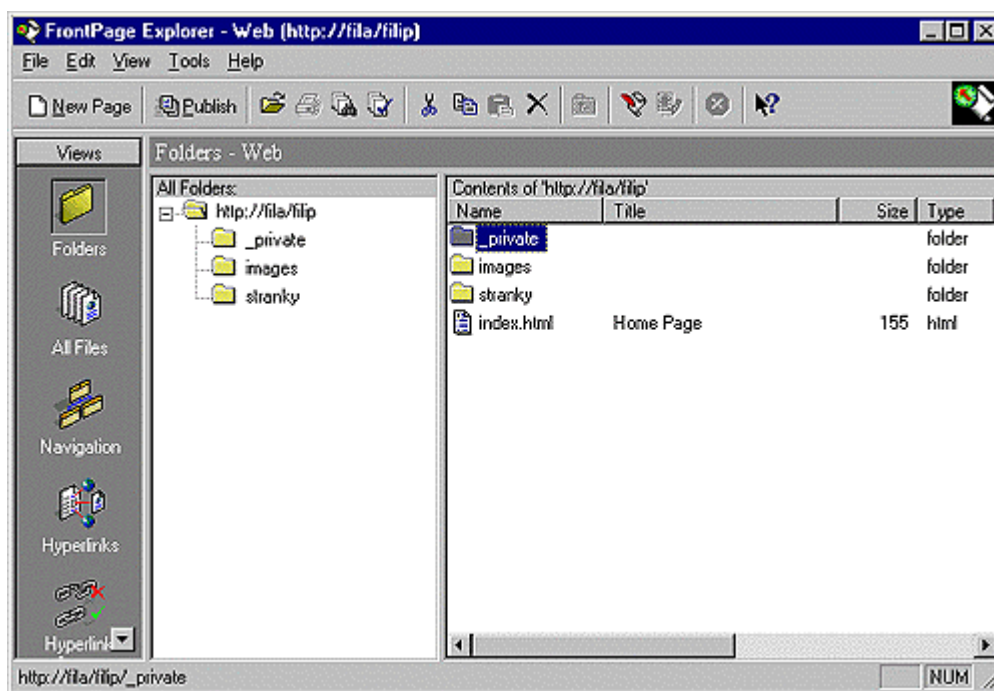 FrontPage Explorer - Web (http://fila/filip)
File Edit View Tools Help
New Page Publish
Views Folders - Web
All Folders: Contents of 'http://fila/filip'
Name Title Size Type
http://fila/filip
_private
images
stranky
_private folder
images folder
stranky folder
index.html Home Page 155 html
Folders
All Files
Navigation
Hyperlinks
Hyperlink
http://fila/filip/_private NUM